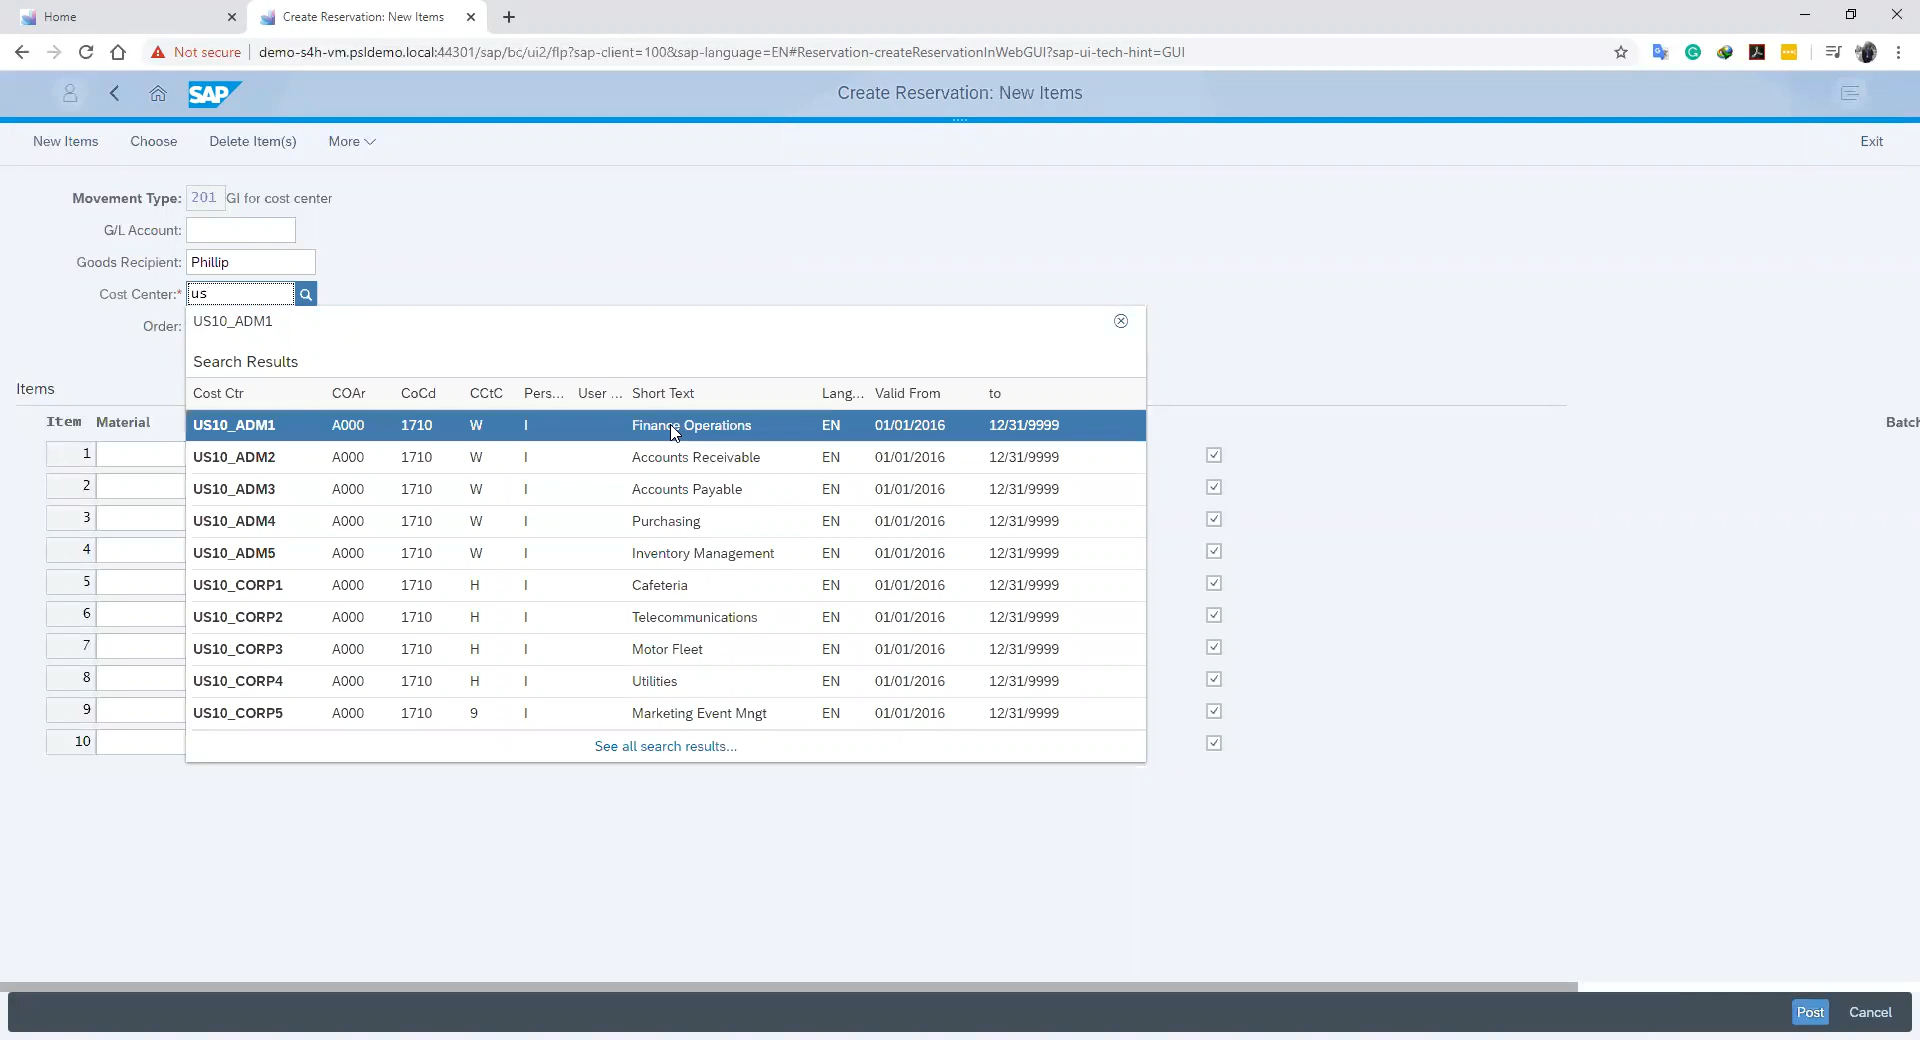 Home
Create Reservation: New Items
Not secure
demo-s4h-vm.psldemo.local:44301/sap/bc/ui2/flp?sap-client=100&sap-language=EN#Reservation-createReservationInWebGUI?sap-ui-tech-hint=GUI
SAP
Create Reservation: New Items
New Items Choose Delete Item(s) More Exit
Movement Type: 201 GI for cost center
G/L Account:
Goods Recipient: Phillip
Cost Center:* us
Order:
US10_ADM1
Search Results
Items
Cost Ctr COAr CoCd CCtC Pers... User ... Short Text Lang... Valid From to
Item Material Batch
US10_ADM1 A000 1710 W I Finance Operations EN 01/01/2016 12/31/9999
US10_ADM2 A000 1710 W I Accounts Receivable EN 01/01/2016 12/31/9999
US10_ADM3 A000 1710 W I Accounts Payable EN 01/01/2016 12/31/9999
US10_ADM4 A000 1710 W I Purchasing EN 01/01/2016 12/31/9999
US10_ADM5 A000 1710 W I Inventory Management EN 01/01/2016 12/31/9999
US10_CORP1 A000 1710 H I Cafeteria EN 01/01/2016 12/31/9999
US10_CORP2 A000 1710 H I Telecommunications EN 01/01/2016 12/31/9999
US10_CORP3 A000 1710 H I Motor Fleet EN 01/01/2016 12/31/9999
US10_CORP4 A000 1710 H I Utilities EN 01/01/2016 12/31/9999
US10_CORP5 A000 1710 9 I Marketing Event Mngt EN 01/01/2016 12/31/9999
See all search results...
1
2
3
4
5
6
7
8
9
10
Post Cancel